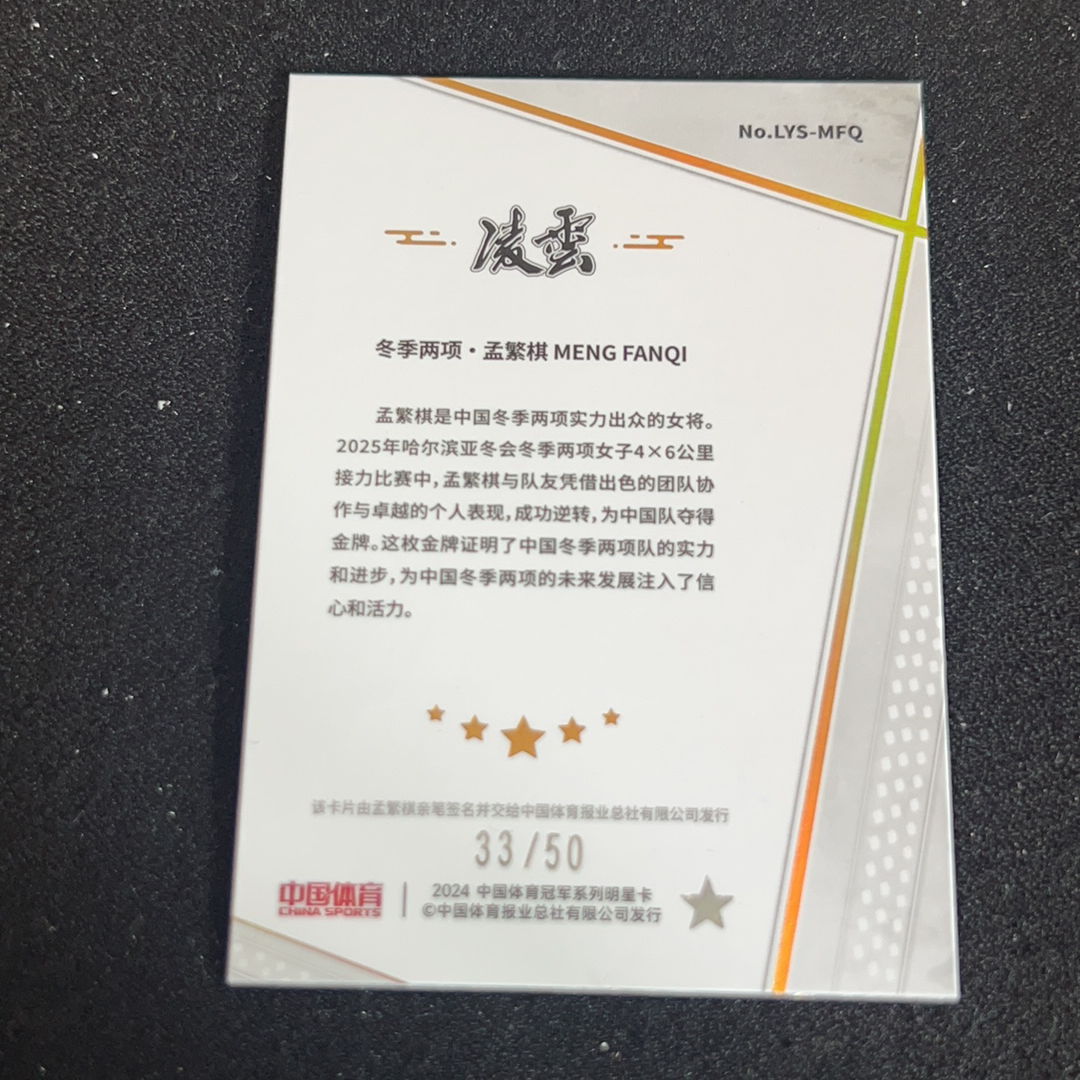 No.LYS-MFQ
凌雲
冬季两项·孟繁棋 MENG FANQI
孟繁棋是中国冬季两项实力出众的女将。
2025年哈尔滨亚冬会冬季两项女子4×6公里
接力比赛中,孟繁棋与队友凭借出色的团队协
作与卓越的个人表现,成功逆转,为中国队夺得
金牌。这枚金牌证明了中国冬季两项队的实力
和进步,为中国冬季两项的未来发展注入了信
心和活力。
该卡片由孟繁棋亲笔签名并交给中国体育报业总社有限公司发行
33/50
中国体育
CHINA SPORTS
2024 中国体育冠军系列明星卡
©中国体育报业总社有限公司发行